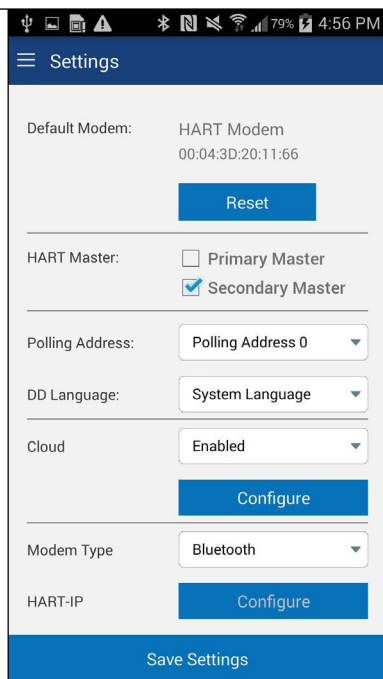 79% 4:56 PM
Settings
Default Modem: HART Modem
00:04:3D:20:11:66
Reset
HART Master: Primary Master
Secondary Master
Polling Address: Polling Address 0
DD Language: System Language
Cloud Enabled
Configure
Modem Type Bluetooth
HART-IP Configure
Save Settings